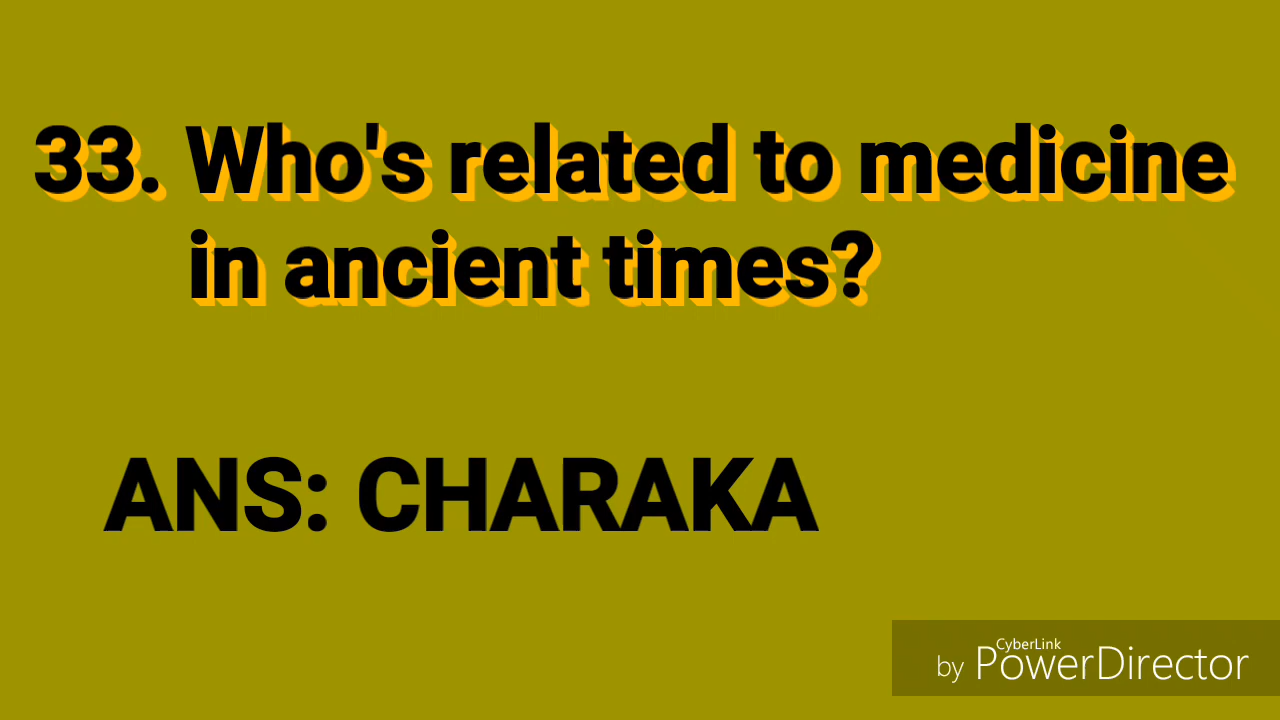 33. Who's related to medicine
in ancient times?
ANS: CHARAKA
CyberLink
by PowerDirector